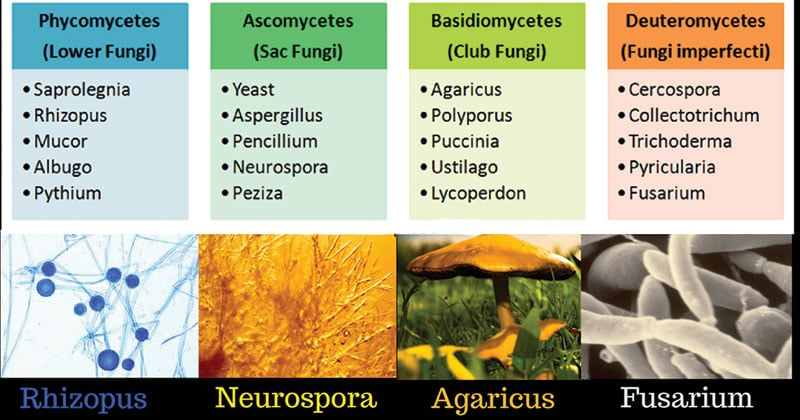 Phycomycetes
(Lower Fungi)
• Saprolegnia
• Rhizopus
• Mucor
• Albugo
• Pythium
Ascomycetes
(Sac Fungi)
• Yeast
• Aspergillus
• Pencillium
• Neurospora
• Peziza
Basidiomycetes
(Club Fungi)
• Agaricus
• Polyporus
• Puccinia
• Ustilago
• Lycoperdon
Deuteromycetes
(Fungi imperfecti)
• Cercospora
• Collectotrichum
• Trichoderma
• Pyricularia
• Fusarium
Rhizopus
Neurospora
Agaricus
Fusarium